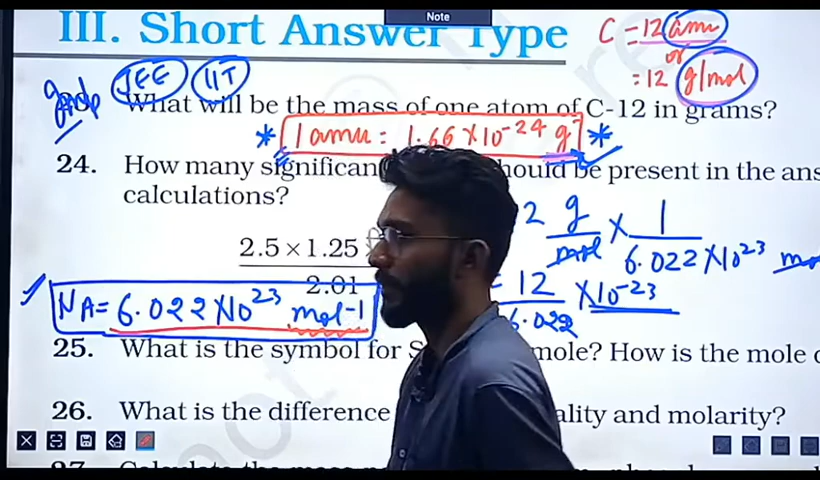 Note
III. Short Answer Type
C = 12 amu
or
= 12 g/mol
JEE IIT
What will be the mass of one atom of C-12 in grams?
* 1 amu = 1.66 × 10⁻²⁴ g *
24. How many significan hould be present in the ans
calculations?
2 g/mol × 1/6.022 × 10²³
2.5 × 1.25
2.01
= 12/6.022 × 10⁻²³
NA = 6.022 × 10²³ mol⁻¹
25. What is the symbol for S mole? How is the mole
26. What is the difference ality and molarity?